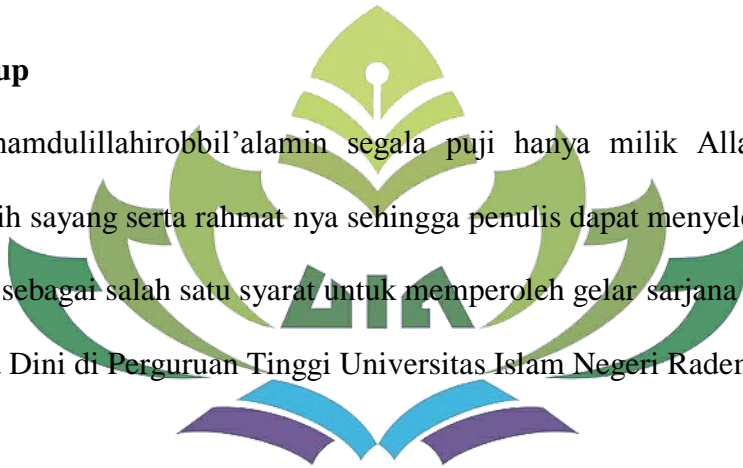 up
hamdulillahirobbil’alamin segala puji hanya milik Alla
ih sayang serta rahmat nya sehingga penulis dapat menyele
sebagai salah satu syarat untuk memperoleh gelar sarjana
Dini di Perguruan Tinggi Universitas Islam Negeri Raden
UIN